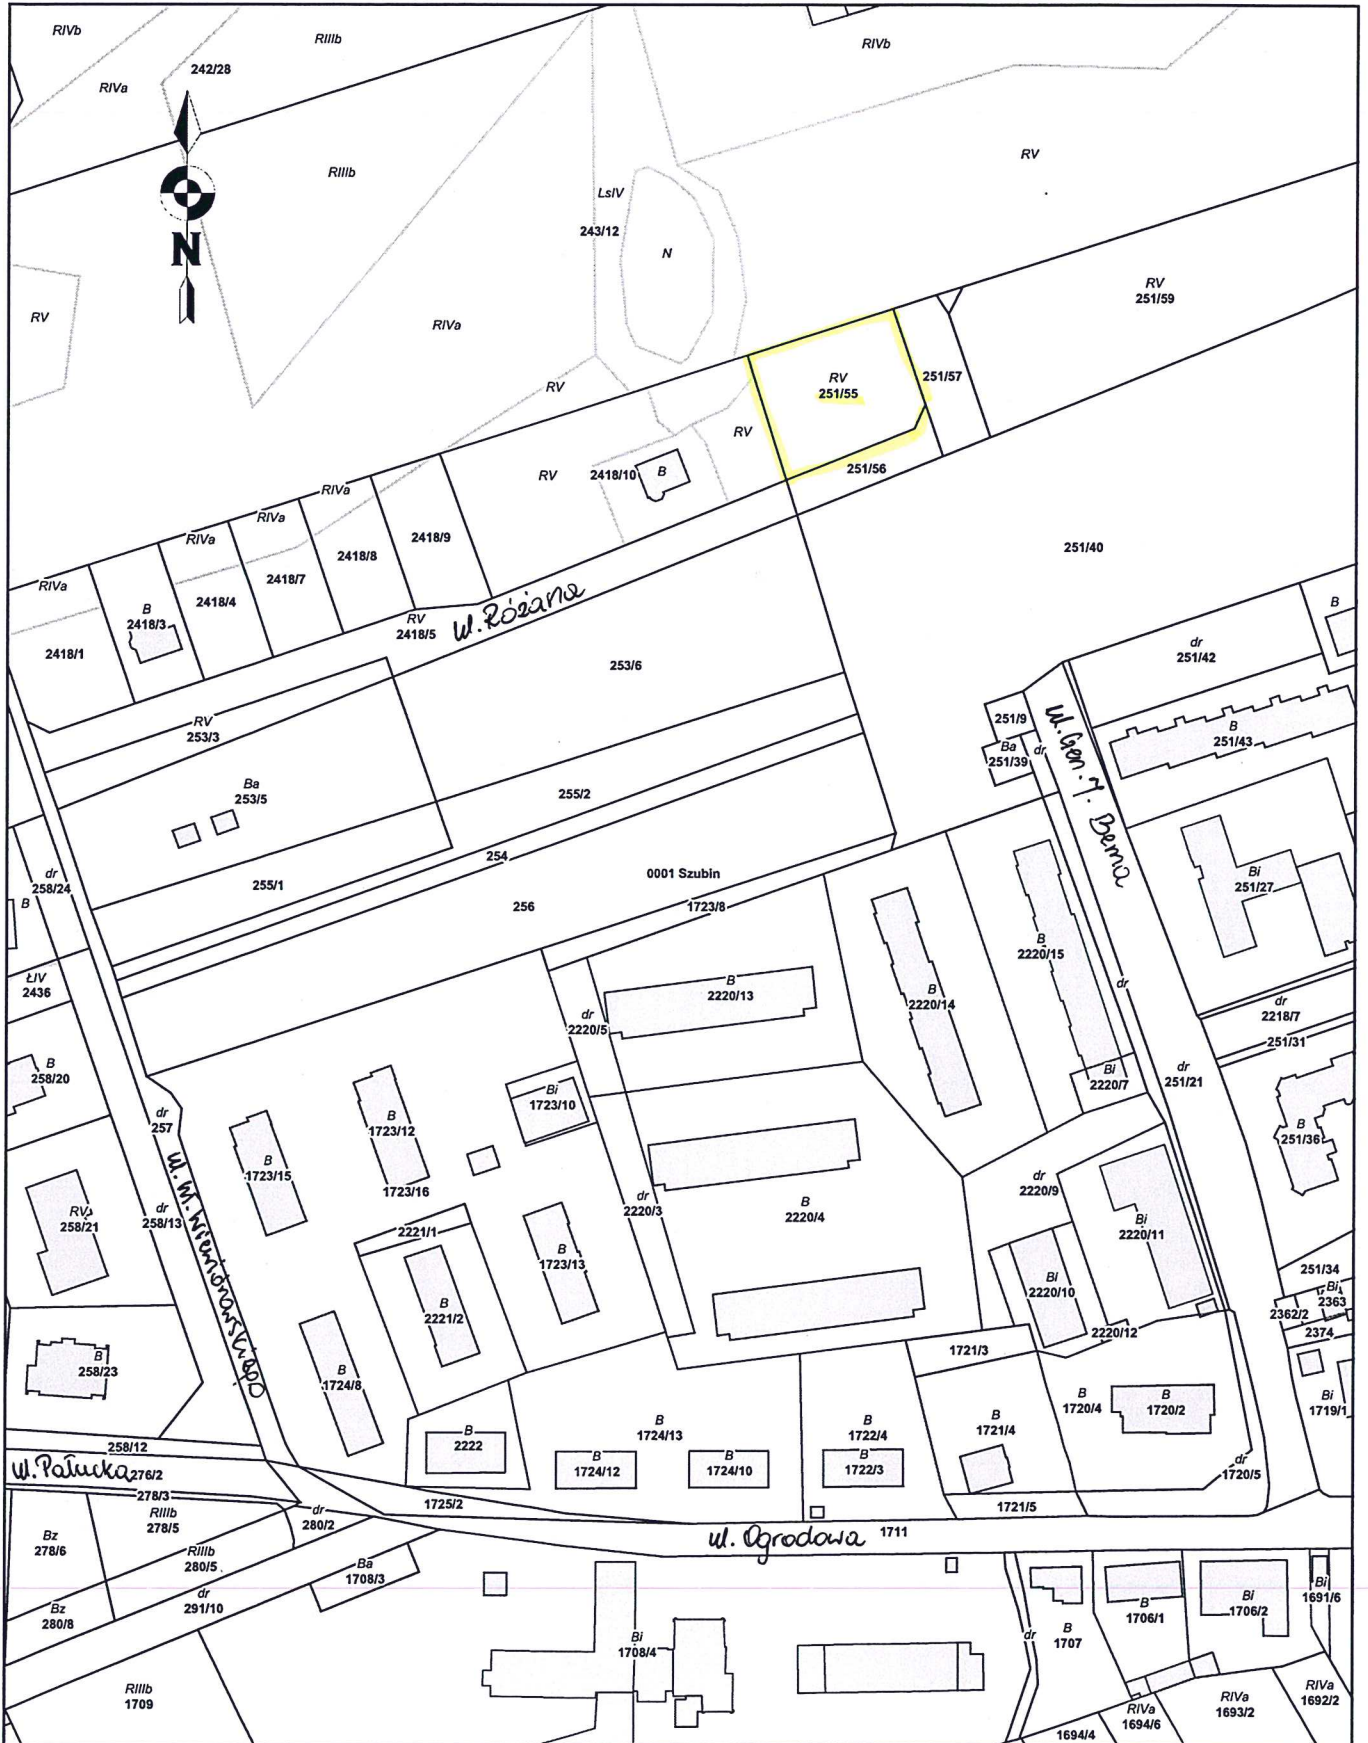 RIVb
RIIIb
RIVb
242/28
RIVa
RV
RIIIb
LsIV
243/12
N
N
RV
251/59
RV
RIVa
RV
251/55
251/57
RV
RV
251/56
RV
2418/10
B
RIVa
RIVa
RIVa
RIVa
2418/9
2418/8
2418/7
2418/4
B
2418/3
2418/1
RV
2418/5
ul. Różana
251/40
B
dr
251/42
253/6
RV
253/3
251/9
Ba
251/39
dr
ul. Gen. J. Bema
B
251/43
Ba
253/5
255/2
254
255/1
0001 Szubin
256
1723/8
dr
258/24
B
Bi
251/27
ŁIV
2436
B
2220/15
B
2220/13
B
2220/14
dr
dr
2220/5
dr
2218/7
251/31
B
258/20
Bi
2220/7
dr
251/21
Bi
1723/10
dr
257
B
1723/12
B
251/36
B
1723/15
1723/16
dr
2220/9
dr
2220/3
B
2220/4
RV
258/21
dr
258/13
ul. W. Wieniawskiego
2221/1
B
1723/13
Bi
2220/11
251/34
Bi
2220/10
Bi
2363
2362/2
B
2221/2
2220/12
2374
1721/3
B
258/23
B
1724/8
B
1720/4
B
1720/2
Bi
1719/1
B
1724/13
B
1722/4
B
1721/4
258/12
B
2222
B
1724/12
B
1724/10
B
1722/3
ul. Pałucka
276/2
dr
1720/5
278/3
1725/2
1721/5
RIIIb
278/5
dr
280/2
ul. Ogrodowa
1711
Bz
278/6
RIIIb
280/5
Ba
1708/3
dr
291/10
Bz
280/8
Bi
1708/4
dr
B
1707
B
1706/1
Bi
1706/2
Bi
1691/6
RIIIb
1709
RIVa
1694/6
RIVa
1693/2
RIVa
1692/2
1694/4